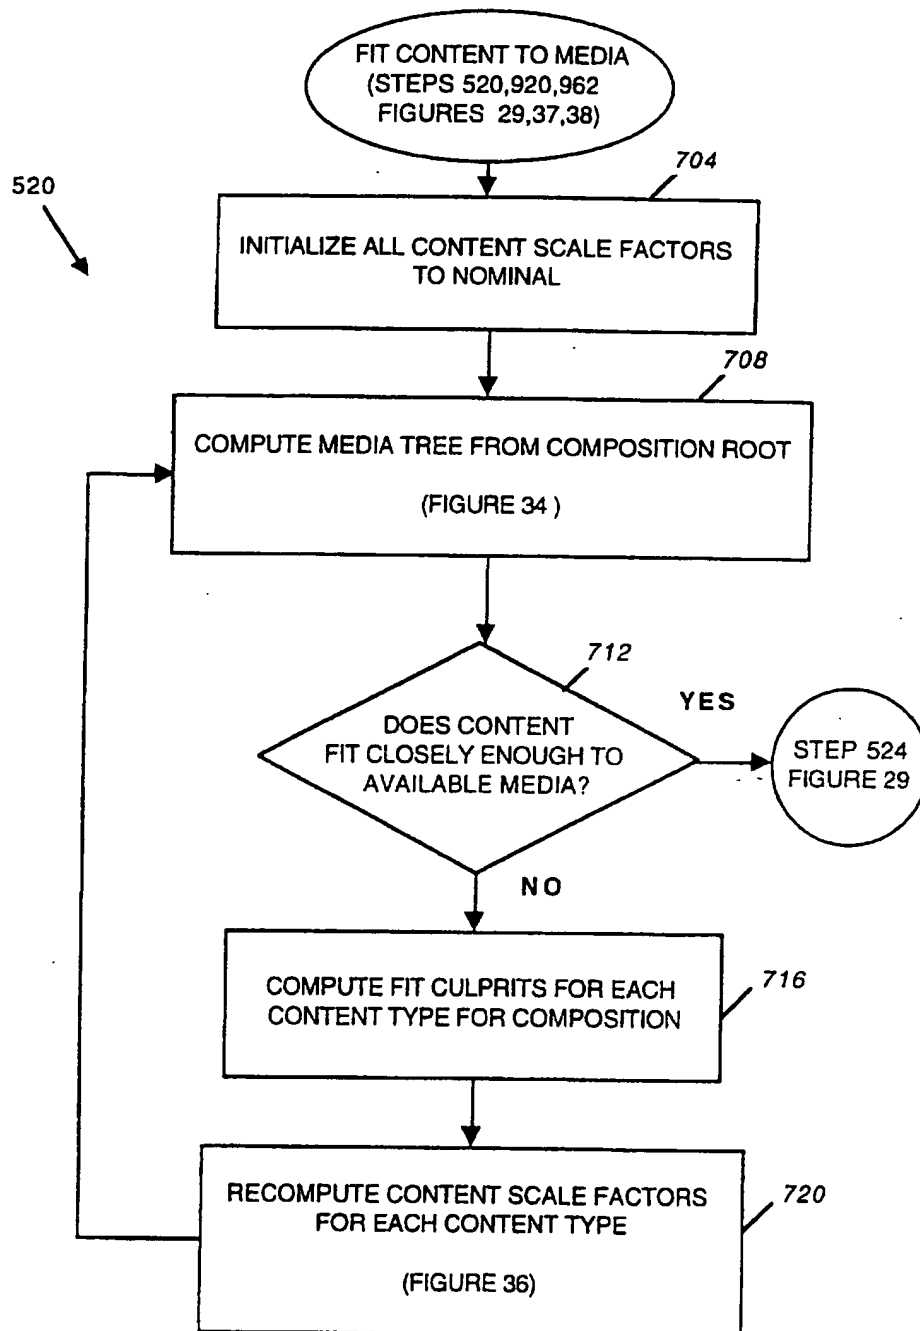 FIT CONTENT TO MEDIA
(STEPS 520,920,962
FIGURES 29,37,38)
704
520
INITIALIZE ALL CONTENT SCALE FACTORS
TO NOMINAL
708
COMPUTE MEDIA TREE FROM COMPOSITION ROOT
(FIGURE 34 )
712
YES
DOES CONTENT
FIT CLOSELY ENOUGH TO
AVAILABLE MEDIA?
STEP 524
FIGURE 29
NO
COMPUTE FIT CULPRITS FOR EACH
CONTENT TYPE FOR COMPOSITION
716
RECOMPUTE CONTENT SCALE FACTORS
FOR EACH CONTENT TYPE
720
(FIGURE 36)